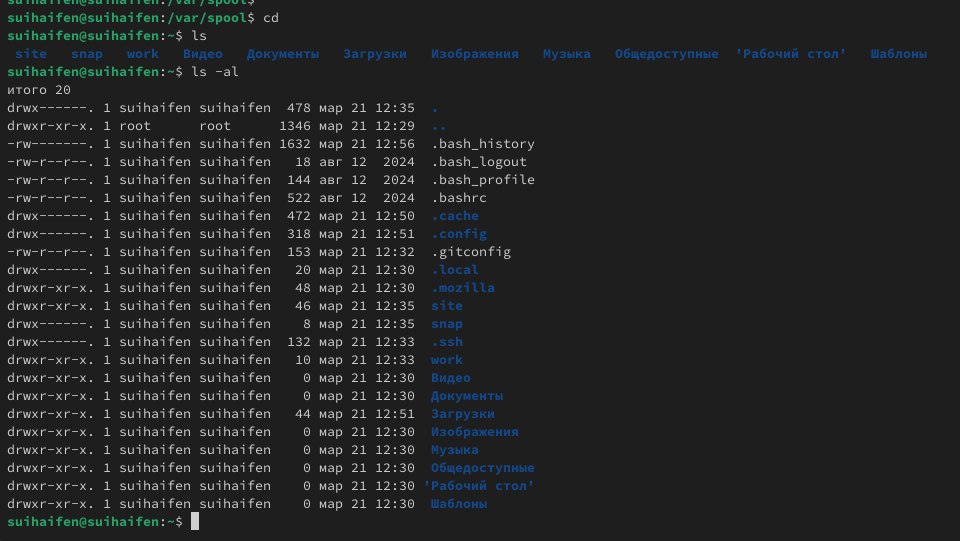 suihaifen@suihaifen:/var/spool$
suihaifen@suihaifen:/var/spool$ cd
suihaifen@suihaifen:~$ ls
site snap work Видео Документы Загрузки Изображения Музыка Общедоступные 'Рабочий стол' Шаблоны
suihaifen@suihaifen:~$ ls -al
итого 20
drwx------. 1 suihaifen suihaifen 478 мар 21 12:35 .
drwxr-xr-x. 1 root root 1346 мар 21 12:29 ..
-rw-------. 1 suihaifen suihaifen 1632 мар 21 12:56 .bash_history
-rw-r--r--. 1 suihaifen suihaifen 18 авг 12 2024 .bash_logout
-rw-r--r--. 1 suihaifen suihaifen 144 авг 12 2024 .bash_profile
-rw-r--r--. 1 suihaifen suihaifen 522 авг 12 2024 .bashrc
drwx------. 1 suihaifen suihaifen 472 мар 21 12:50 .cache
drwx------. 1 suihaifen suihaifen 318 мар 21 12:51 .config
-rw-r--r--. 1 suihaifen suihaifen 153 мар 21 12:32 .gitconfig
drwx------. 1 suihaifen suihaifen 20 мар 21 12:30 .local
drwxr-xr-x. 1 suihaifen suihaifen 48 мар 21 12:30 .mozilla
drwxr-xr-x. 1 suihaifen suihaifen 46 мар 21 12:35 site
drwx------. 1 suihaifen suihaifen 8 мар 21 12:35 snap
drwx------. 1 suihaifen suihaifen 132 мар 21 12:33 .ssh
drwxr-xr-x. 1 suihaifen suihaifen 10 мар 21 12:33 work
drwxr-xr-x. 1 suihaifen suihaifen 0 мар 21 12:30 Видео
drwxr-xr-x. 1 suihaifen suihaifen 0 мар 21 12:30 Документы
drwxr-xr-x. 1 suihaifen suihaifen 44 мар 21 12:51 Загрузки
drwxr-xr-x. 1 suihaifen suihaifen 0 мар 21 12:30 Изображения
drwxr-xr-x. 1 suihaifen suihaifen 0 мар 21 12:30 Музыка
drwxr-xr-x. 1 suihaifen suihaifen 0 мар 21 12:30 Общедоступные
drwxr-xr-x. 1 suihaifen suihaifen 0 мар 21 12:30 'Рабочий стол'
drwxr-xr-x. 1 suihaifen suihaifen 0 мар 21 12:30 Шаблоны
suihaifen@suihaifen:~$